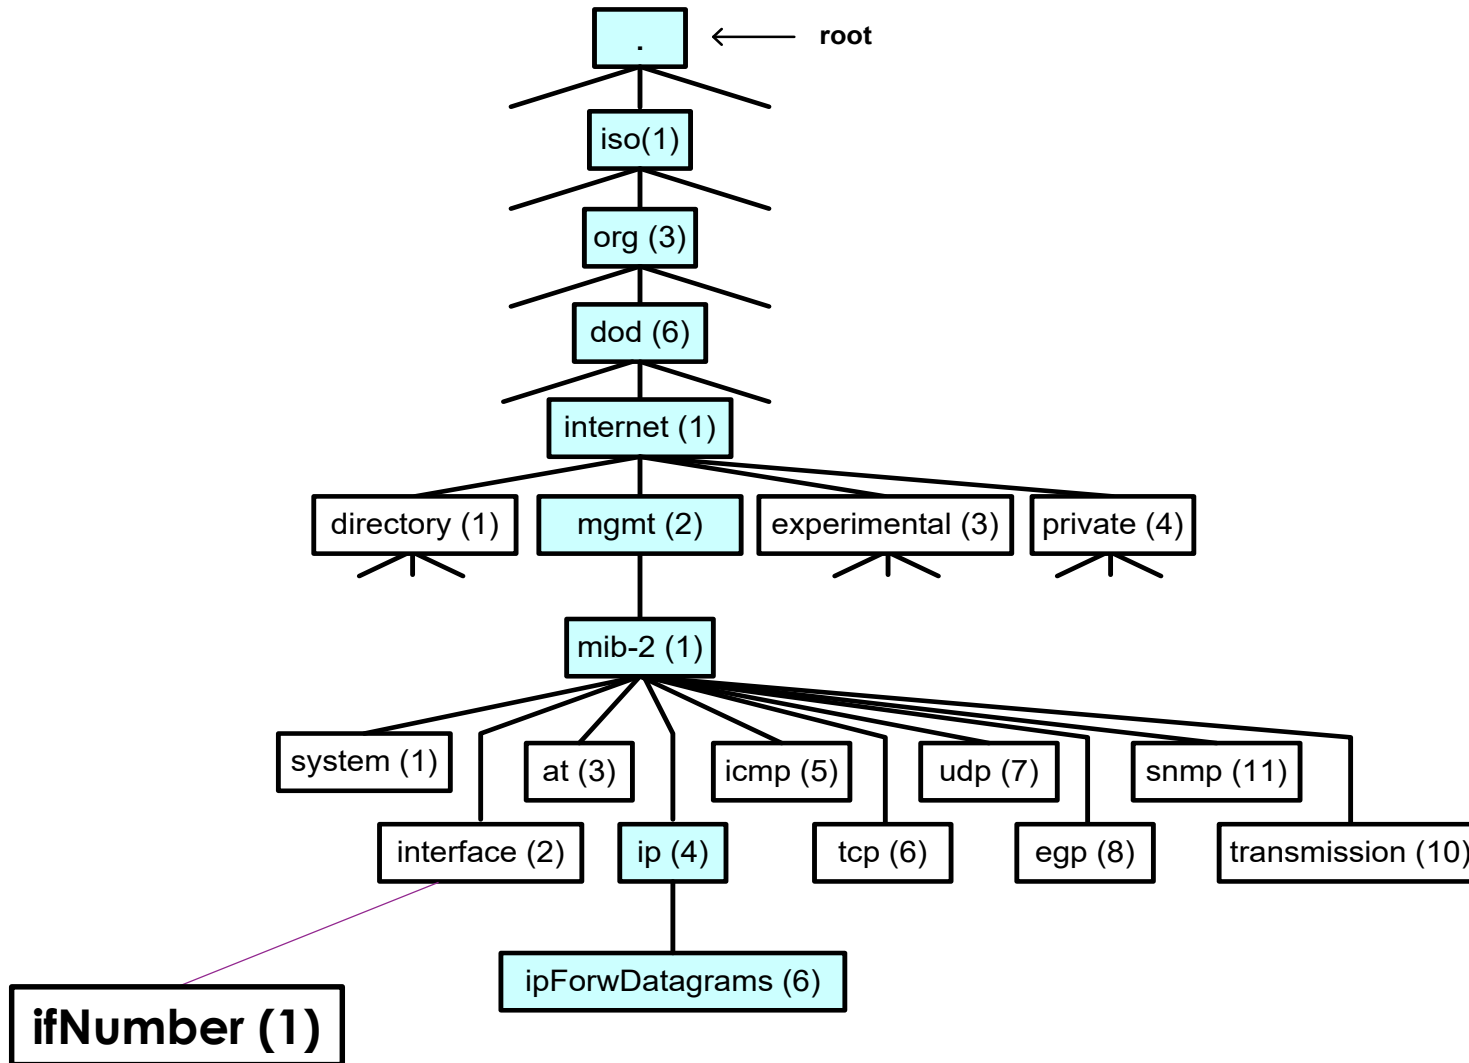 .
root
iso(1)
org (3)
dod (6)
internet (1)
directory (1)
mgmt (2)
experimental (3)
private (4)
mib-2 (1)
system (1)
at (3)
icmp (5)
udp (7)
snmp (11)
interface (2)
ip (4)
tcp (6)
egp (8)
transmission (10)
ipForwDatagrams (6)
ifNumber (1)